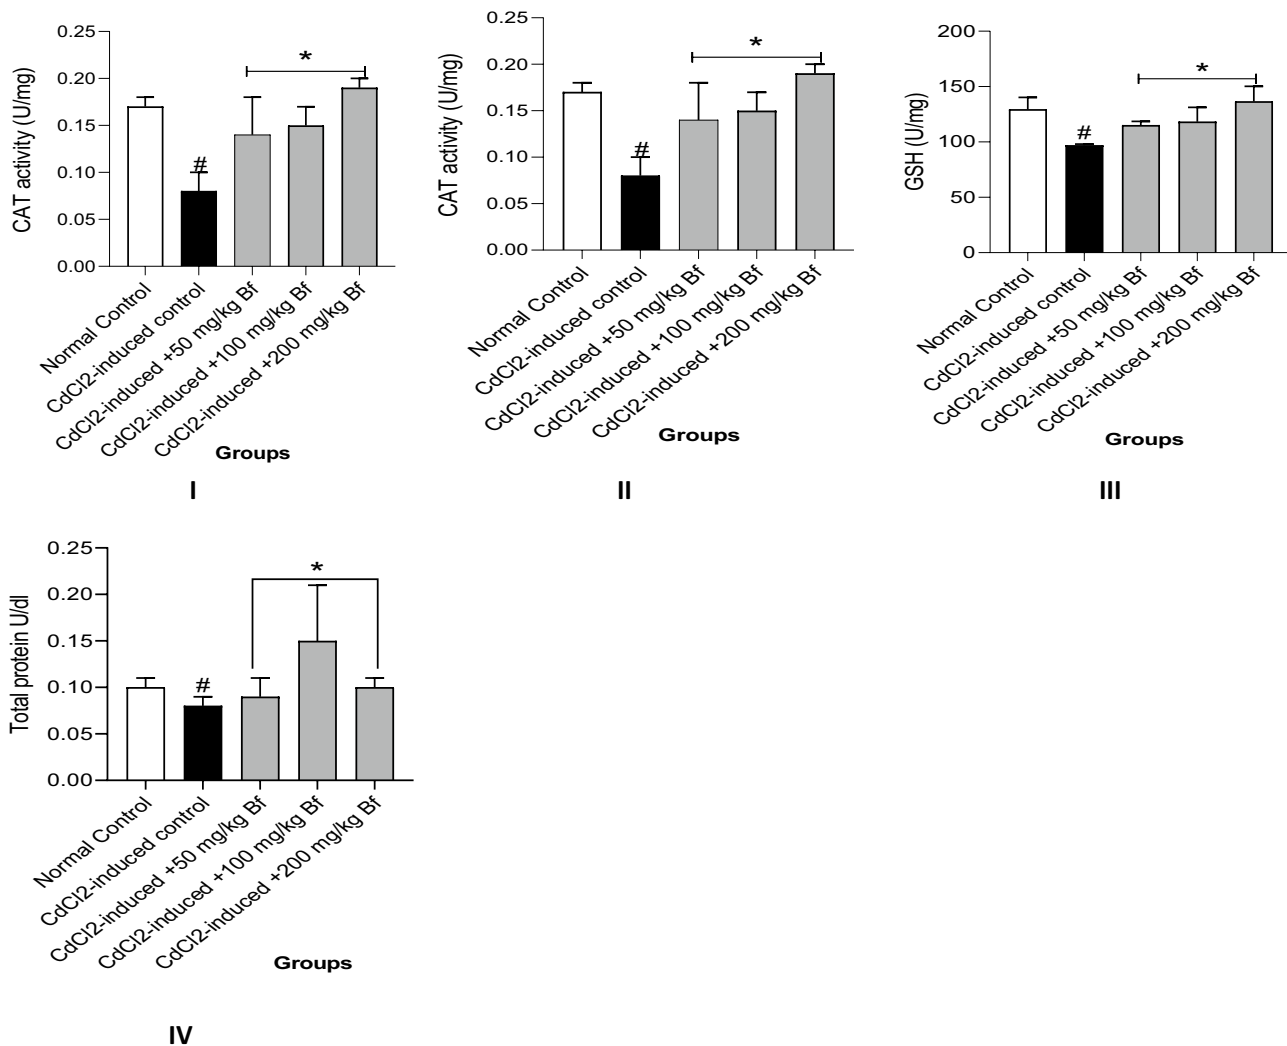 CAT activity (U/mg)
0.25
0.20
0.15
0.10
0.05
0.00
#
*
Normal Control
CdCl2-induced control
CdCl2-induced +50 mg/kg Bf
CdCl2-induced +100 mg/kg Bf
CdCl2-induced +200 mg/kg Bf
Groups
I
CAT activity (U/mg)
0.25
0.20
0.15
0.10
0.05
0.00
#
*
Normal Control
CdCl2-induced control
CdCl2-induced +50 mg/kg Bf
CdCl2-induced +100 mg/kg Bf
CdCl2-induced +200 mg/kg Bf
Groups
II
GSH (U/mg)
200
150
100
50
0
#
*
Normal Control
CdCl2-induced control
CdCl2-induced +50 mg/kg Bf
CdCl2-induced +100 mg/kg Bf
CdCl2-induced +200 mg/kg Bf
Groups
III
Total protein U/dl
0.25
0.20
0.15
0.10
0.05
0.00
#
*
Normal Control
CdCl2-induced control
CdCl2-induced +50 mg/kg Bf
CdCl2-induced +100 mg/kg Bf
CdCl2-induced +200 mg/kg Bf
Groups
IV